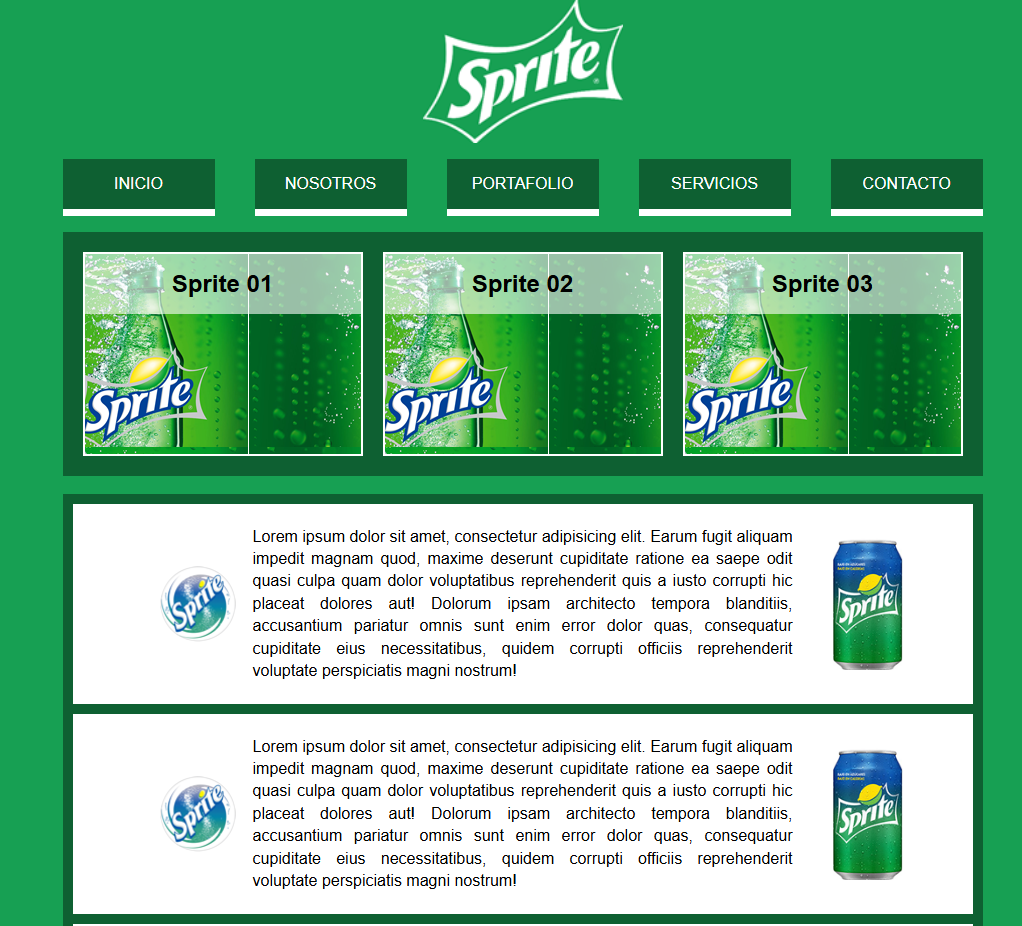 Sprite
INICIO NOSOTROS PORTAFOLIO SERVICIOS CONTACTO
Sprite 01 Sprite 02 Sprite 03
Sprite Sprite Sprite
Lorem ipsum dolor sit amet, consectetur adipisicing elit. Earum fugit aliquam
impedit magnam quod, maxime deserunt cupiditate ratione ea saepe odit
quasi culpa quam dolor voluptatibus reprehenderit quis a iusto corrupti hic
placeat dolores aut! Dolorum ipsam architecto tempora blanditiis,
accusantium pariatur omnis sunt enim error dolor quas, consequatur
cupiditate eius necessitatibus, quidem corrupti officiis reprehenderit
voluptate perspiciatis magni nostrum!
Sprite
Sprite
Lorem ipsum dolor sit amet, consectetur adipisicing elit. Earum fugit aliquam
impedit magnam quod, maxime deserunt cupiditate ratione ea saepe odit
quasi culpa quam dolor voluptatibus reprehenderit quis a iusto corrupti hic
placeat dolores aut! Dolorum ipsam architecto tempora blanditiis,
accusantium pariatur omnis sunt enim error dolor quas, consequatur
cupiditate eius necessitatibus, quidem corrupti officiis reprehenderit
voluptate perspiciatis magni nostrum!
Sprite
Sprite